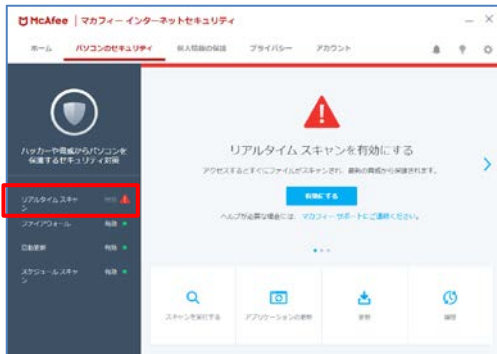 McAfee | マカフィー インターネットセキュリティ
ホーム パソコンのセキュリティ 個人情報の保護 プライバシー アカウント
ハッカーや脅威からパソコンを
保護するセキュリティ対策
リアルタイム スキャ
ン
無効
ファイアウォール 有効
自動更新 有効
スケジュール スキャ
ン
有効
リアルタイム スキャンを有効にする
アクセスするとすぐにファイルがスキャンされ、最新の脅威から保護されます。
有効にする
ヘルプが必要な場合には、マカフィー サポートにご連絡ください。
スキャンを実行する アプリケーションの更新 更新 履歴